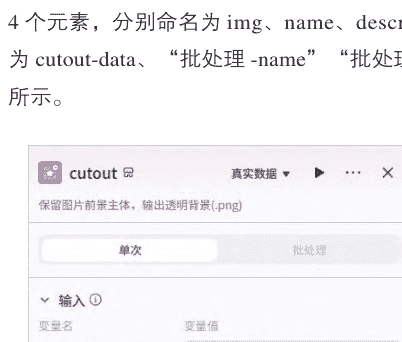 4 个元素，分别命名为 img、name、descr
为 cutout-data、“批处理 -name”“批处理
所示。
cutout 真实数据
保留图片前景主体，输出透明背景(.png)
单次 批处理
输入
变量名 变量值